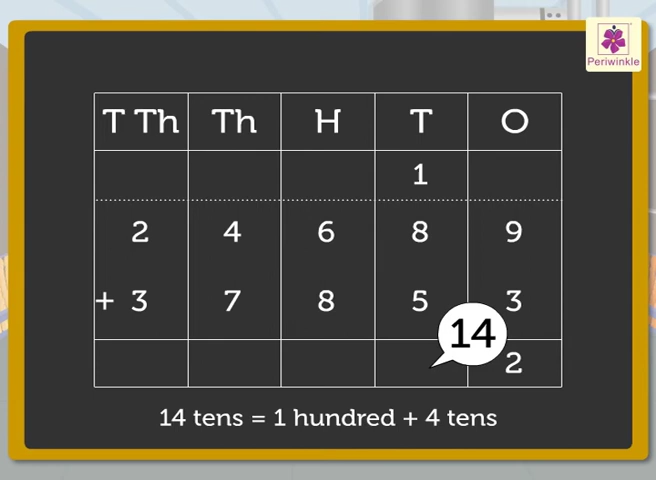 Periwinkle
T Th Th H T O
1
2 4 6 8 9
+ 3 7 8 5 3
14
2
14 tens = 1 hundred + 4 tens